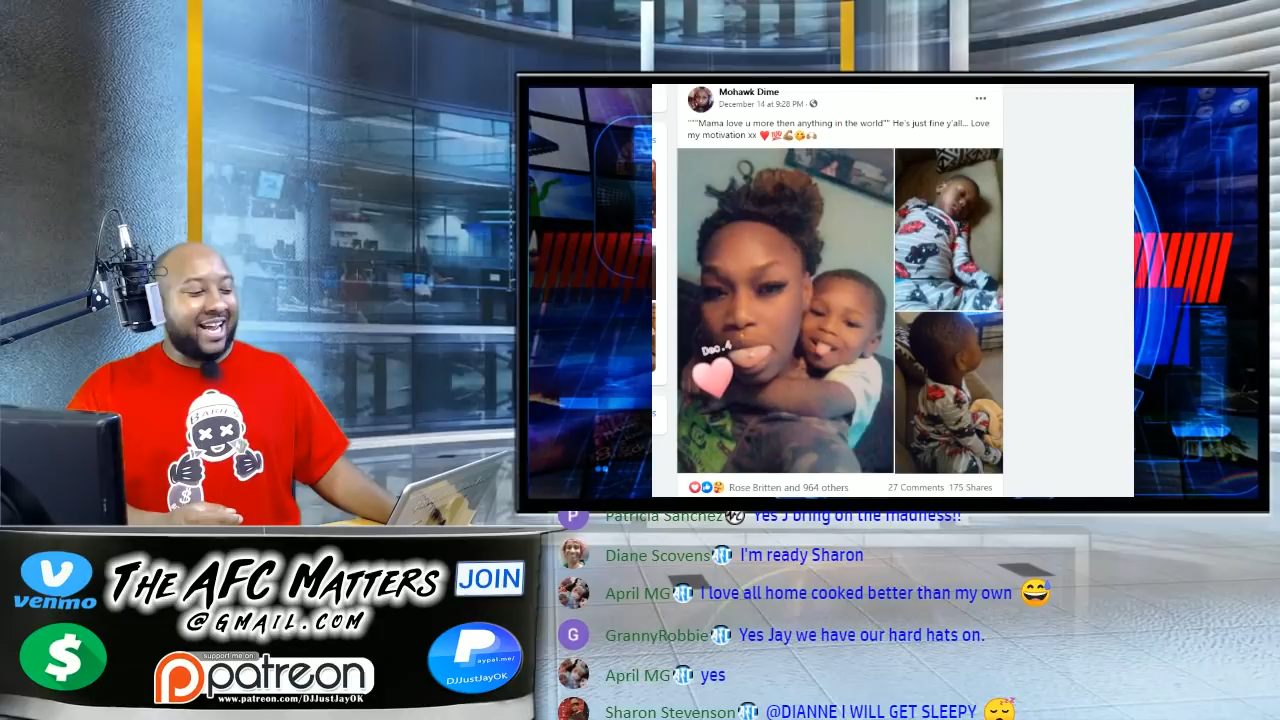 Mohawk Dime
December 14 at 9:28 PM
"""Mama love u more then anything in the world"" He's just fine y'all... Love
my motivation xx ❤️💯💪🏾😘🙌🏽
Dec.4
Rose Britten and 964 others
27 Comments 175 Shares
BARIES
$
Patricia Sanchez Yes J bring on the madness!!
P
Diane Scovens I'm ready Sharon
April MG I love all home cooked better than my own 😅
G
GrannyRobbie Yes Jay we have our hard hats on.
April MG yes
Sharon Stevenson @DIANNE I WILL GET SLEEPY 😴
V
venmo
THE AFC MATTERS
@GMAIL.COM
JOIN
$
support me on
patreon
www.patreon.com/DJJustJayOK
P
aypal.me/
DJJustJayOK